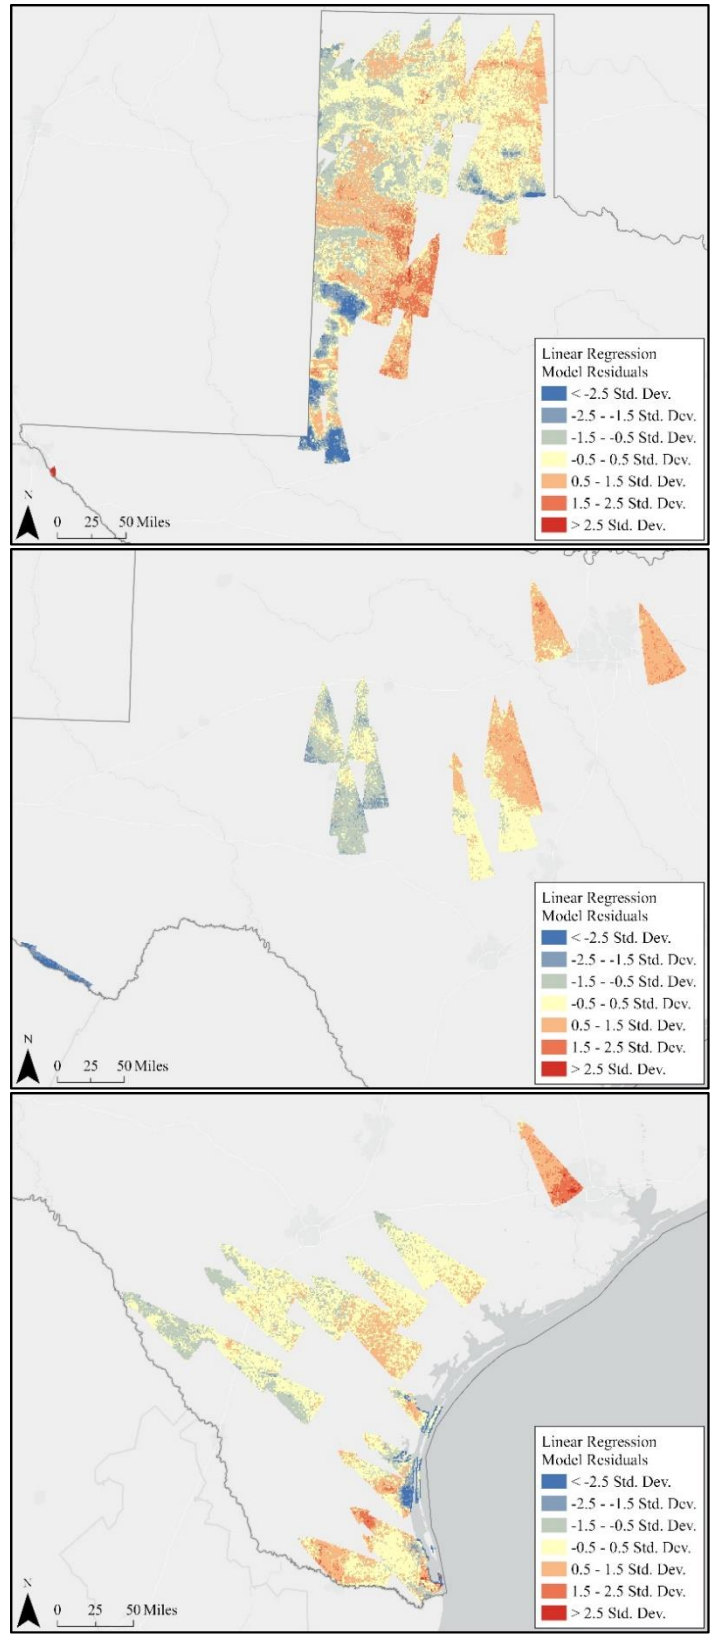 Linear Regression
Model Residuals
< -2.5 Std. Dev.
-2.5 - -1.5 Std. Dev.
-1.5 - -0.5 Std. Dev.
-0.5 - 0.5 Std. Dev.
0.5 - 1.5 Std. Dev.
1.5 - 2.5 Std. Dev.
> 2.5 Std. Dev.
N
0 25 50 Miles
Linear Regression
Model Residuals
< -2.5 Std. Dev.
-2.5 - -1.5 Std. Dev.
-1.5 - -0.5 Std. Dev.
-0.5 - 0.5 Std. Dev.
0.5 - 1.5 Std. Dev.
1.5 - 2.5 Std. Dev.
> 2.5 Std. Dev.
N
0 25 50 Miles
Linear Regression
Model Residuals
< -2.5 Std. Dev.
-2.5 - -1.5 Std. Dev.
-1.5 - -0.5 Std. Dev.
-0.5 - 0.5 Std. Dev.
0.5 - 1.5 Std. Dev.
1.5 - 2.5 Std. Dev.
> 2.5 Std. Dev.
N
0 25 50 Miles